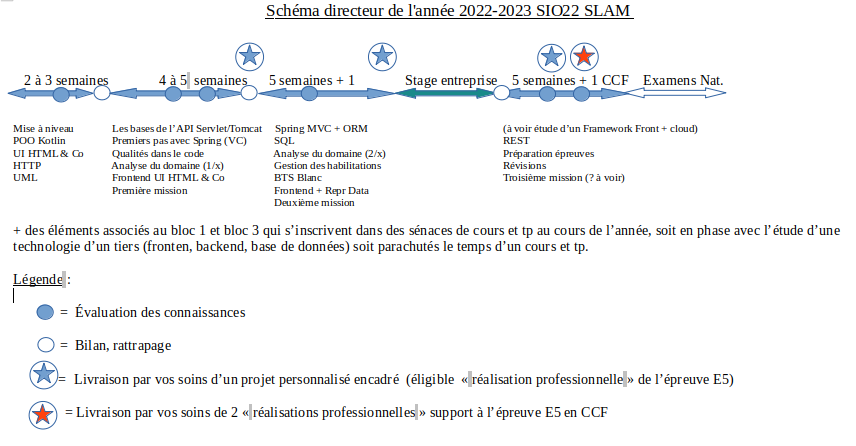 Schéma directeur de l'année 2022-2023 SIO22 SLAM
2 à 3 semaines
4 à 5 semaines
5 semaines + 1
Stage entreprise
5 semaines + 1 CCF
Examens Nat.
Mise à niveau
POO Kotlin
UI HTML & Co
HTTP
UML
Les bases de l'API Servlet/Tomcat
Premiers pas avec Spring (VC)
Qualités dans le code
Analyse du domaine (1/x)
Frontend UI HTML & Co
Première mission
Spring MVC + ORM
SQL
Analyse du domaine (2/x)
Gestion des habilitations
BTS Blanc
Frontend + Repr Data
Deuxième mission
(à voir étude d'un Framework Front + cloud)
REST
Préparation épreuves
Révisions
Troisième mission (? à voir)
+ des éléments associés au bloc 1 et bloc 3 qui s'inscrivent dans des sénaces de cours et tp au cours de l'année, soit en phase avec l'étude d'une
technologie d'un tiers (fronten, backend, base de données) soit parachutés le temps d'un cours et tp.
Légende :
= Évaluation des connaissances
= Bilan, rattrapage
= Livraison par vos soins d'un projet personnalisé encadré (éligible « réalisation professionnelle » de l'épreuve E5)
= Livraison par vos soins de 2 « réalisations professionnelles » support à l'épreuve E5 en CCF